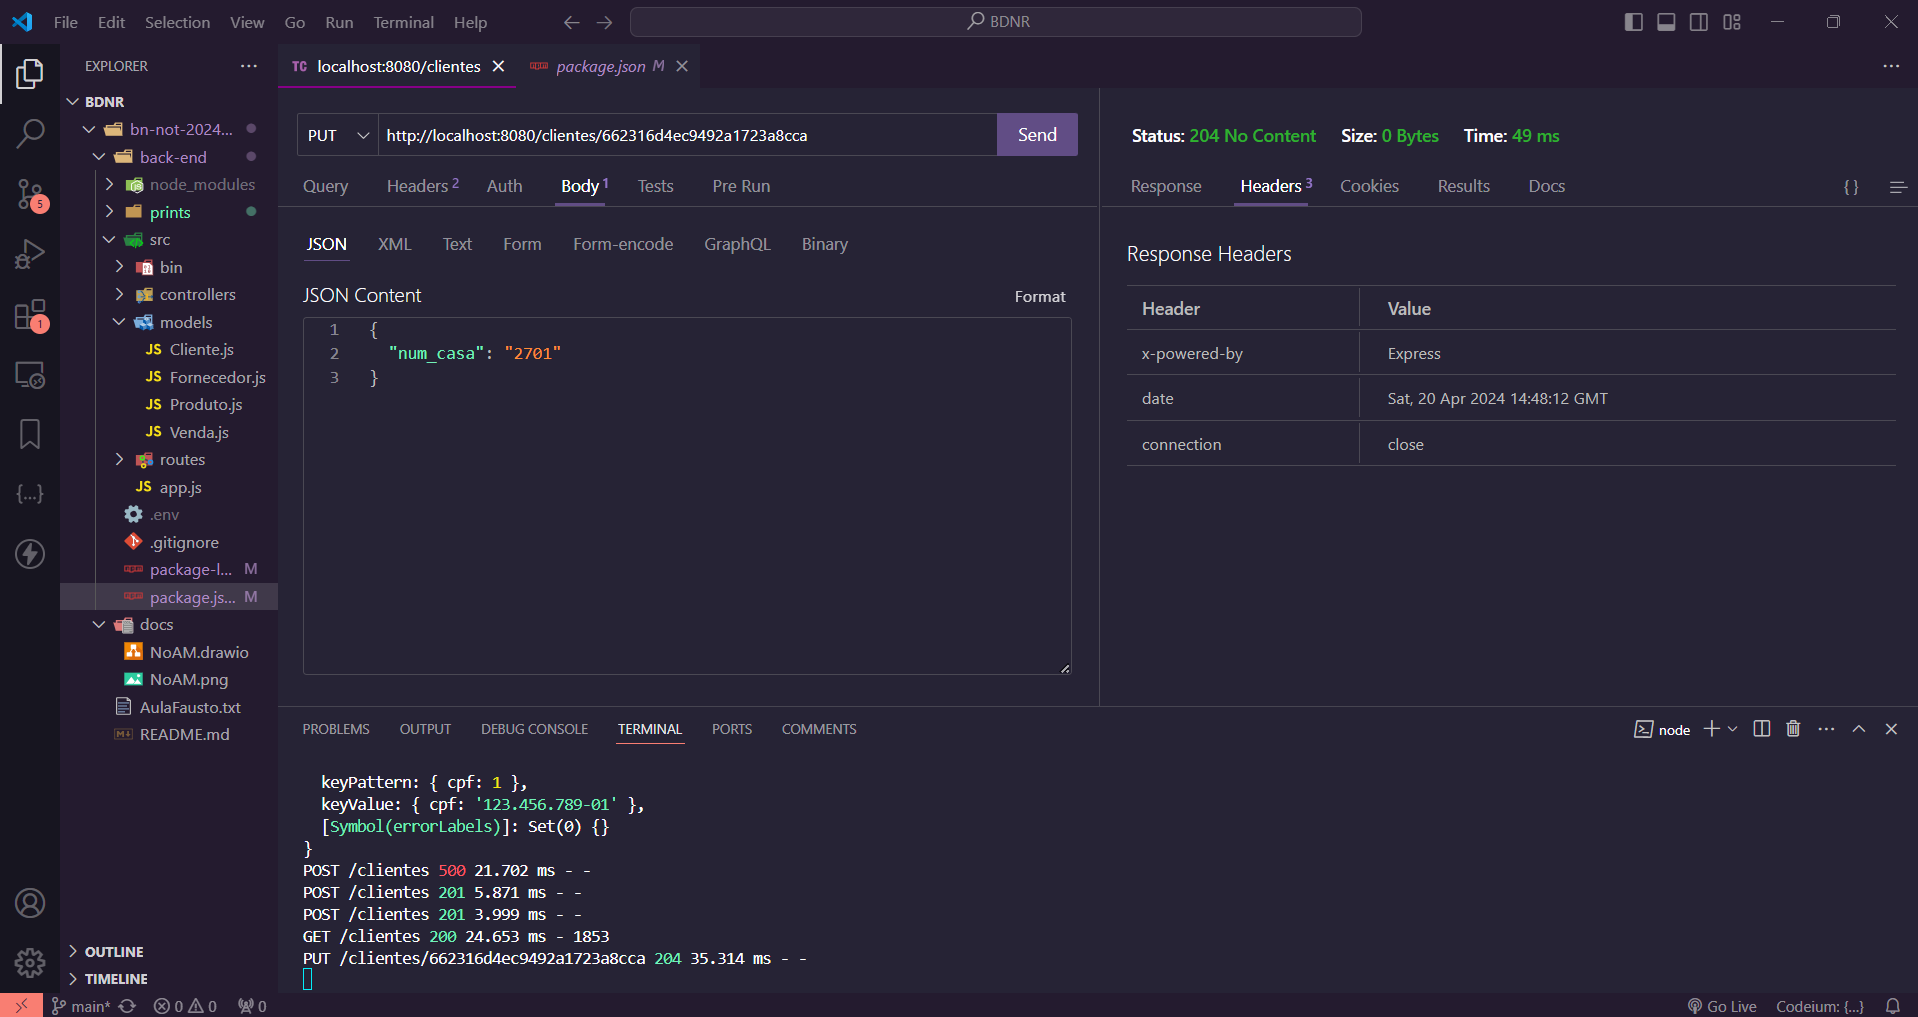 File Edit Selection View Go Run Terminal Help
BDNR
EXPLORER
BDNR
bn-not-2024...
back-end
node_modules
prints
src
bin
controllers
models
JS Cliente.js
JS Fornecedor.js
JS Produto.js
JS Venda.js
routes
JS app.js
.env
.gitignore
package-l... M
package.js... M
docs
NoAM.drawio
NoAM.png
AulaFausto.txt
README.md
OUTLINE
TIMELINE
5
1
TC localhost:8080/clientes
package.json M
PUT http://localhost:8080/clientes/662316d4ec9492a1723a8cca Send
Query Headers 2 Auth Body 1 Tests Pre Run
JSON XML Text Form Form-encode GraphQL Binary
JSON Content Format
1 {
2 "num_casa": "2701"
3 }
Status: 204 No Content Size: 0 Bytes Time: 49 ms
Response Headers 3 Cookies Results Docs { }
Response Headers
Header Value
x-powered-by Express
date Sat, 20 Apr 2024 14:48:12 GMT
connection close
PROBLEMS OUTPUT DEBUG CONSOLE TERMINAL PORTS COMMENTS
node
keyPattern: { cpf: 1 },
keyValue: { cpf: '123.456.789-01' },
[Symbol(errorLabels)]: Set(0) {}
}
POST /clientes 500 21.702 ms - -
POST /clientes 201 5.871 ms - -
POST /clientes 201 3.999 ms - -
GET /clientes 200 24.653 ms - 1853
PUT /clientes/662316d4ec9492a1723a8cca 204 35.314 ms - -
main* 0 0 0
Go Live Codeium: {...}